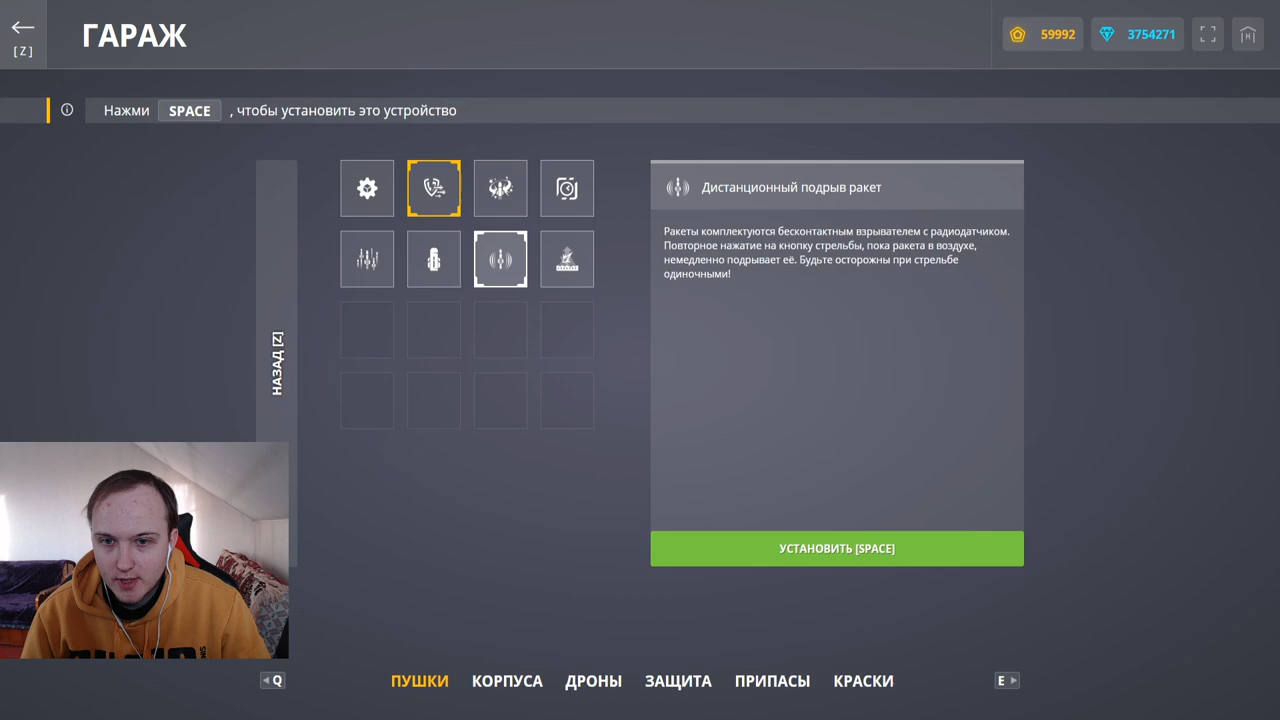 [Z]
ГАРАЖ
59992
3754271
[H]
Нажми SPACE , чтобы установить это устройство
НАЗАД [Z]
Дистанционный подрыв ракет
Ракеты комплектуются бесконтактным взрывателем с радиодатчиком.
Повторное нажатие на кнопку стрельбы, пока ракета в воздухе,
немедленно подрывает её. Будьте осторожны при стрельбе
одиночными!
УСТАНОВИТЬ [SPACE]
Q ПУШКИ КОРПУСА ДРОНЫ ЗАЩИТА ПРИПАСЫ КРАСКИ E